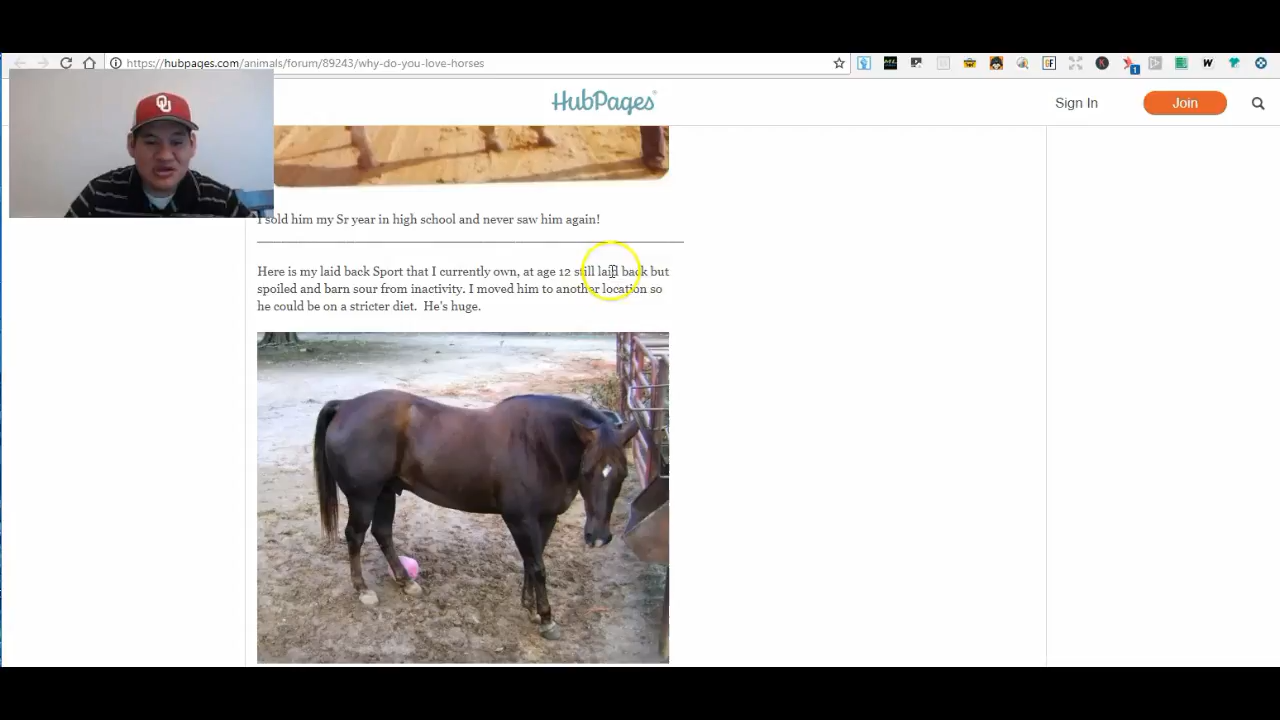 https://hubpages.com/animals/forum/89243/why-do-you-love-horses
OU
HubPages
Sign In
Join
I sold him my Sr year in high school and never saw him again!
Here is my laid back Sport that I currently own, at age 12 still laid back but
spoiled and barn sour from inactivity. I moved him to another location so
he could be on a stricter diet.  He's huge.